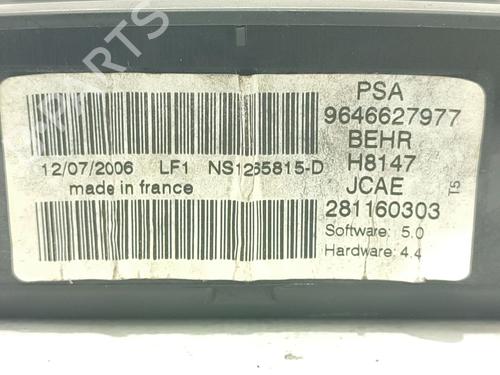 PSA
9646627977
BEHR
H8147
JCAE
281160303
T5
Software: 5.0
Hardware: 4.4
12/07/2006 LF1 NS1265815-D
made in france
PARTS